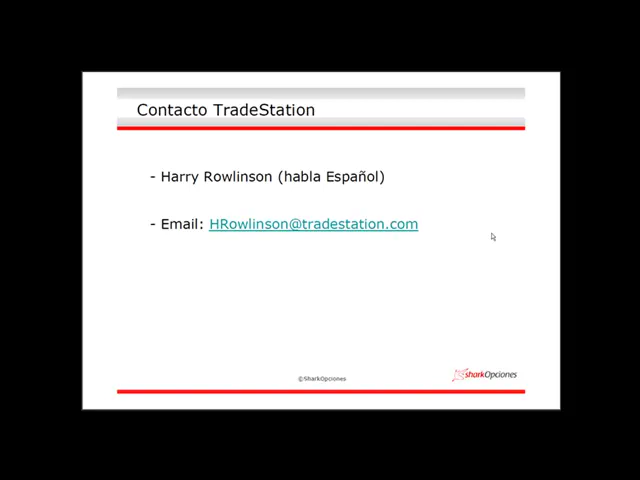 Contacto TradeStation
- Harry Rowlinson (habla Español)
- Email: HRowlinson@tradestation.com
©SharkOpciones
sharkOpciones